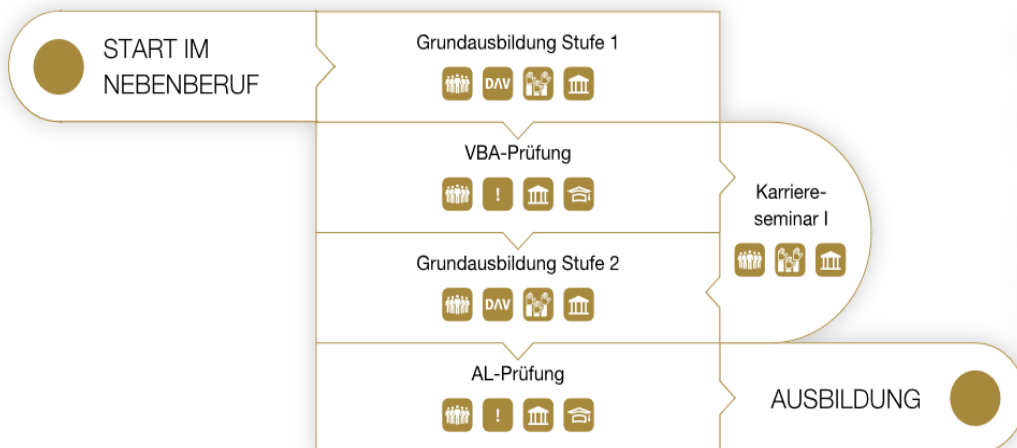 START IM
NEBENBERUF
Grundausbildung Stufe 1
DAV
VBA-Prüfung
!
Karriere-
seminar I
Grundausbildung Stufe 2
DAV
AL-Prüfung
!
AUSBILDUNG